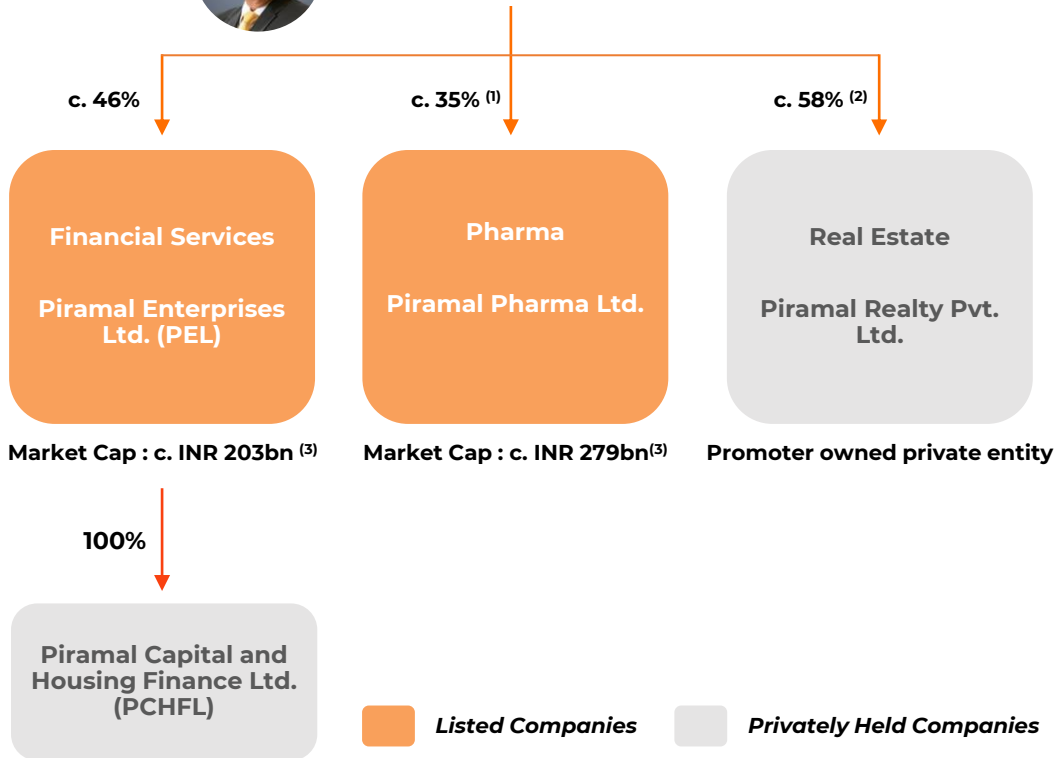 c. 46%
c. 35% (1)
c. 58% (2)
Financial Services
Piramal Enterprises
Ltd. (PEL)
Pharma
Piramal Pharma Ltd.
Real Estate
Piramal Realty Pvt.
Ltd.
Market Cap : c. INR 203bn (3)
Market Cap : c. INR 279bn(3)
Promoter owned private entity
100%
Piramal Capital and
Housing Finance Ltd.
(PCHFL)
Listed Companies
Privately Held Companies